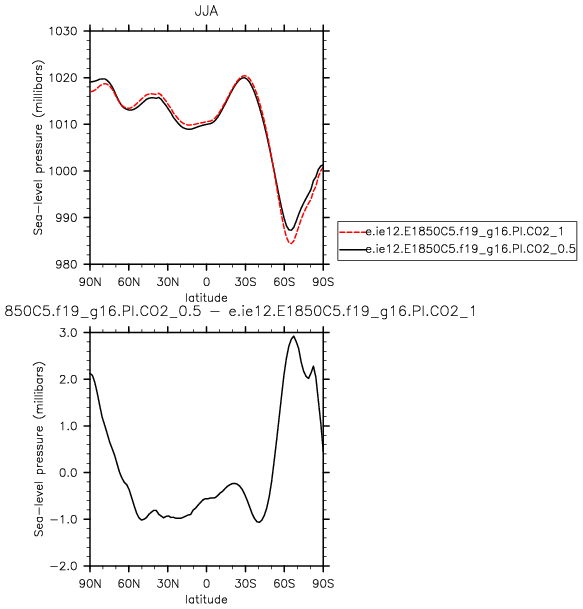 JJA
1030
1020
1010
1000
990
980
Sea-level pressure (millibars)
90N 60N 30N 0 30S 60S 90S
latitude
e.ie12.E1850C5.f19_g16.PI.CO2_1
e.ie12.E1850C5.f19_g16.PI.CO2_0.5
850C5.f19_g16.PI.CO2_0.5 - e.ie12.E1850C5.f19_g16.PI.CO2_1
3.0
2.0
1.0
0.0
-1.0
-2.0
Sea-level pressure (millibars)
90N 60N 30N 0 30S 60S 90S
latitude